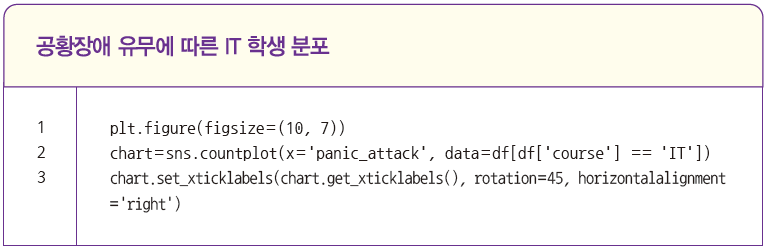 공황장애 유무에 따른 IT 학생 분포
1 plt.figure(figsize=(10, 7))
2 chart=sns.countplot(x='panic_attack', data=df[df['course'] == 'IT'])
3 chart.set_xticklabels(chart.get_xticklabels(), rotation=45, horizontalalignment
='right')